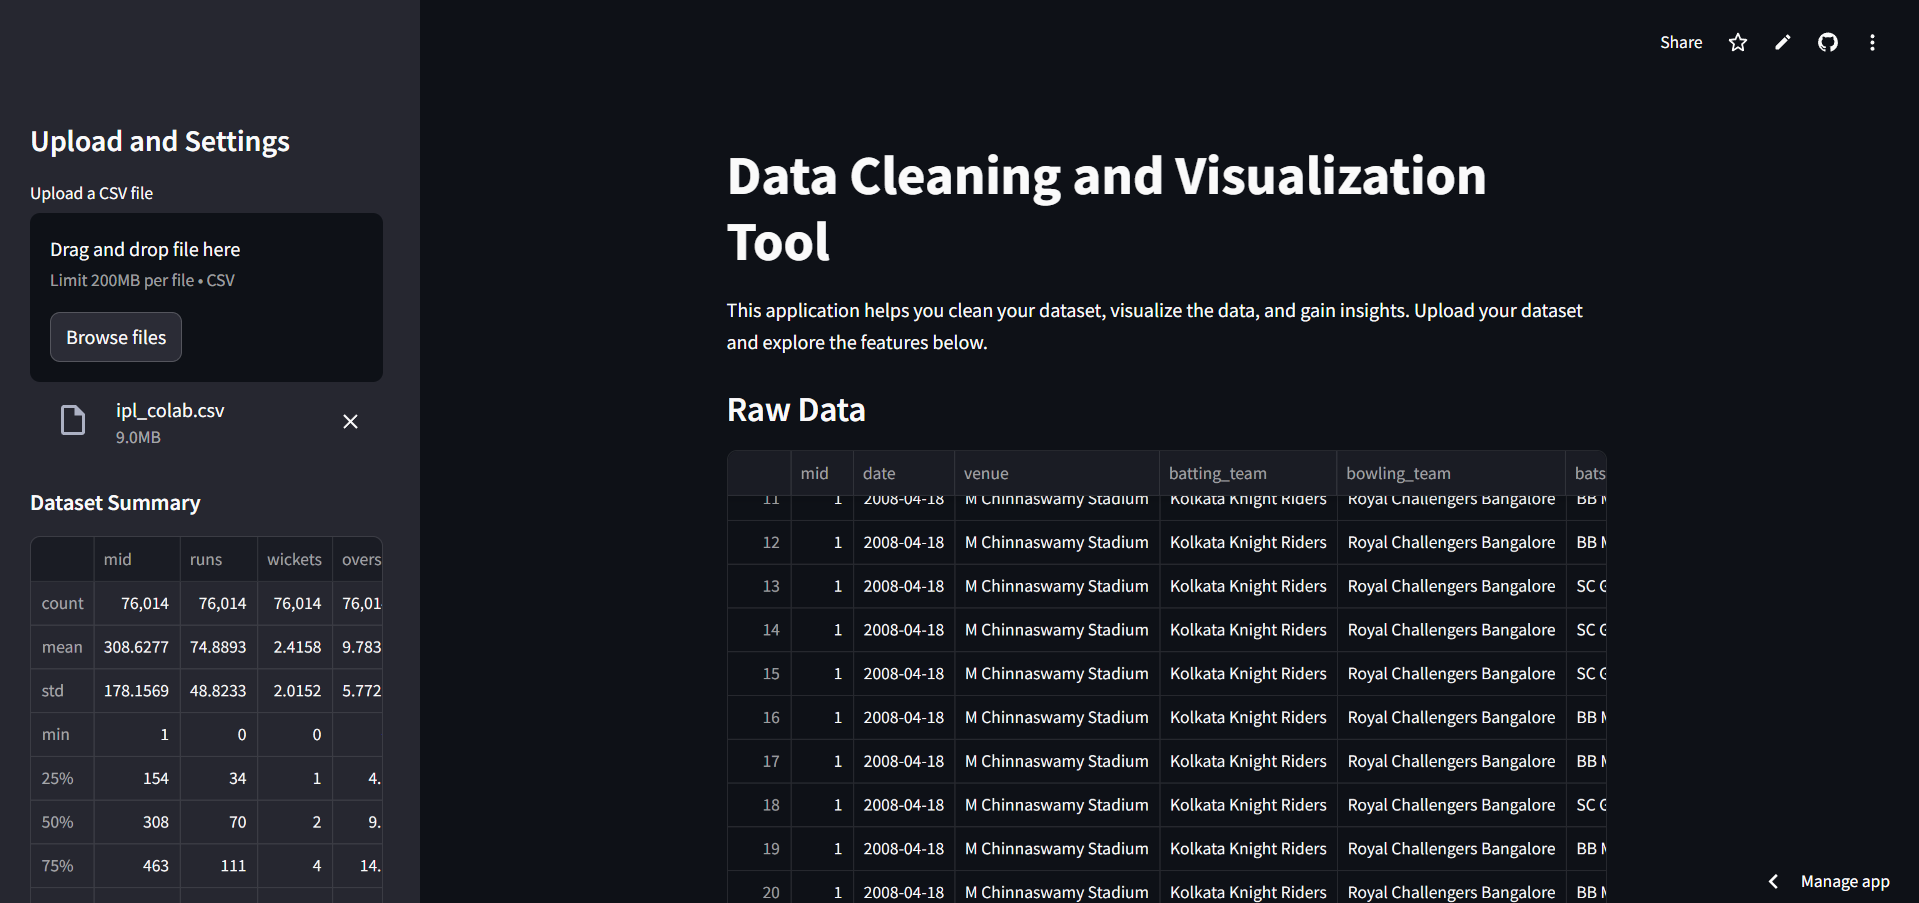 Share
Upload and Settings
Upload a CSV file
Drag and drop file here
Limit 200MB per file • CSV
Browse files
ipl_colab.csv
9.0MB
Dataset Summary
mid runs wickets overs
count 76,014 76,014 76,014 76,01
mean 308.6277 74.8893 2.4158 9.783
std 178.1569 48.8233 2.0152 5.772
min 1 0 0
25% 154 34 1 4.
50% 308 70 2 9.
75% 463 111 4 14.
Data Cleaning and Visualization
Tool
This application helps you clean your dataset, visualize the data, and gain insights. Upload your dataset
and explore the features below.
Raw Data
mid date venue batting_team bowling_team bats
11 1 2008-04-18 M Chinnaswamy Stadium Kolkata Knight Riders Royal Challengers Bangalore BB M
12 1 2008-04-18 M Chinnaswamy Stadium Kolkata Knight Riders Royal Challengers Bangalore BB M
13 1 2008-04-18 M Chinnaswamy Stadium Kolkata Knight Riders Royal Challengers Bangalore SC G
14 1 2008-04-18 M Chinnaswamy Stadium Kolkata Knight Riders Royal Challengers Bangalore SC G
15 1 2008-04-18 M Chinnaswamy Stadium Kolkata Knight Riders Royal Challengers Bangalore SC G
16 1 2008-04-18 M Chinnaswamy Stadium Kolkata Knight Riders Royal Challengers Bangalore BB M
17 1 2008-04-18 M Chinnaswamy Stadium Kolkata Knight Riders Royal Challengers Bangalore BB M
18 1 2008-04-18 M Chinnaswamy Stadium Kolkata Knight Riders Royal Challengers Bangalore SC G
19 1 2008-04-18 M Chinnaswamy Stadium Kolkata Knight Riders Royal Challengers Bangalore BB M
20 1 2008-04-18 M Chinnaswamy Stadium Kolkata Knight Riders Royal Challengers Bangalore BB M
Manage app